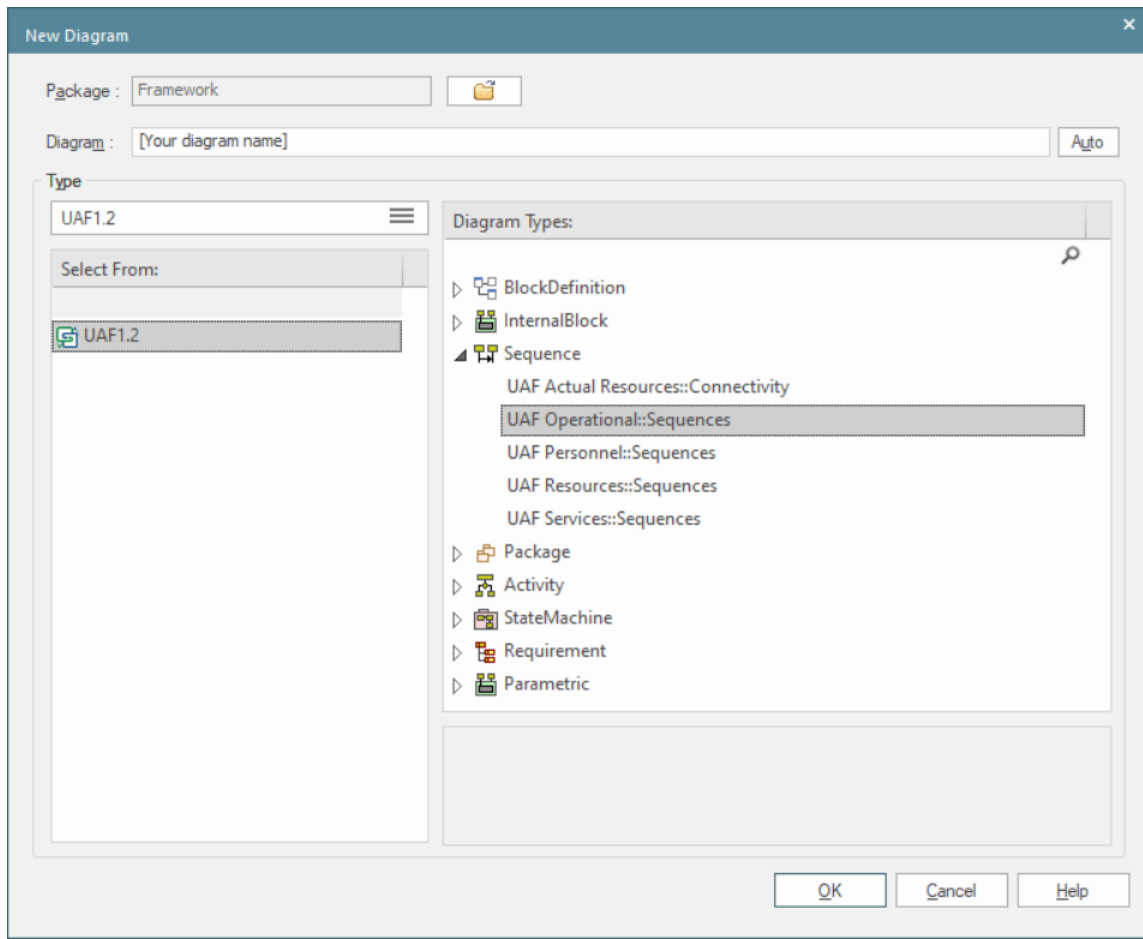 New Diagram
Package :
Framework
Diagram :
[Your diagram name]
Auto
Type
UAF1.2
Select From:
UAF1.2
Diagram Types:
BlockDefinition
InternalBlock
Sequence
UAF Actual Resources::Connectivity
UAF Operational::Sequences
UAF Personnel::Sequences
UAF Resources::Sequences
UAF Services::Sequences
Package
Activity
StateMachine
Requirement
Parametric
OK
Cancel
Help